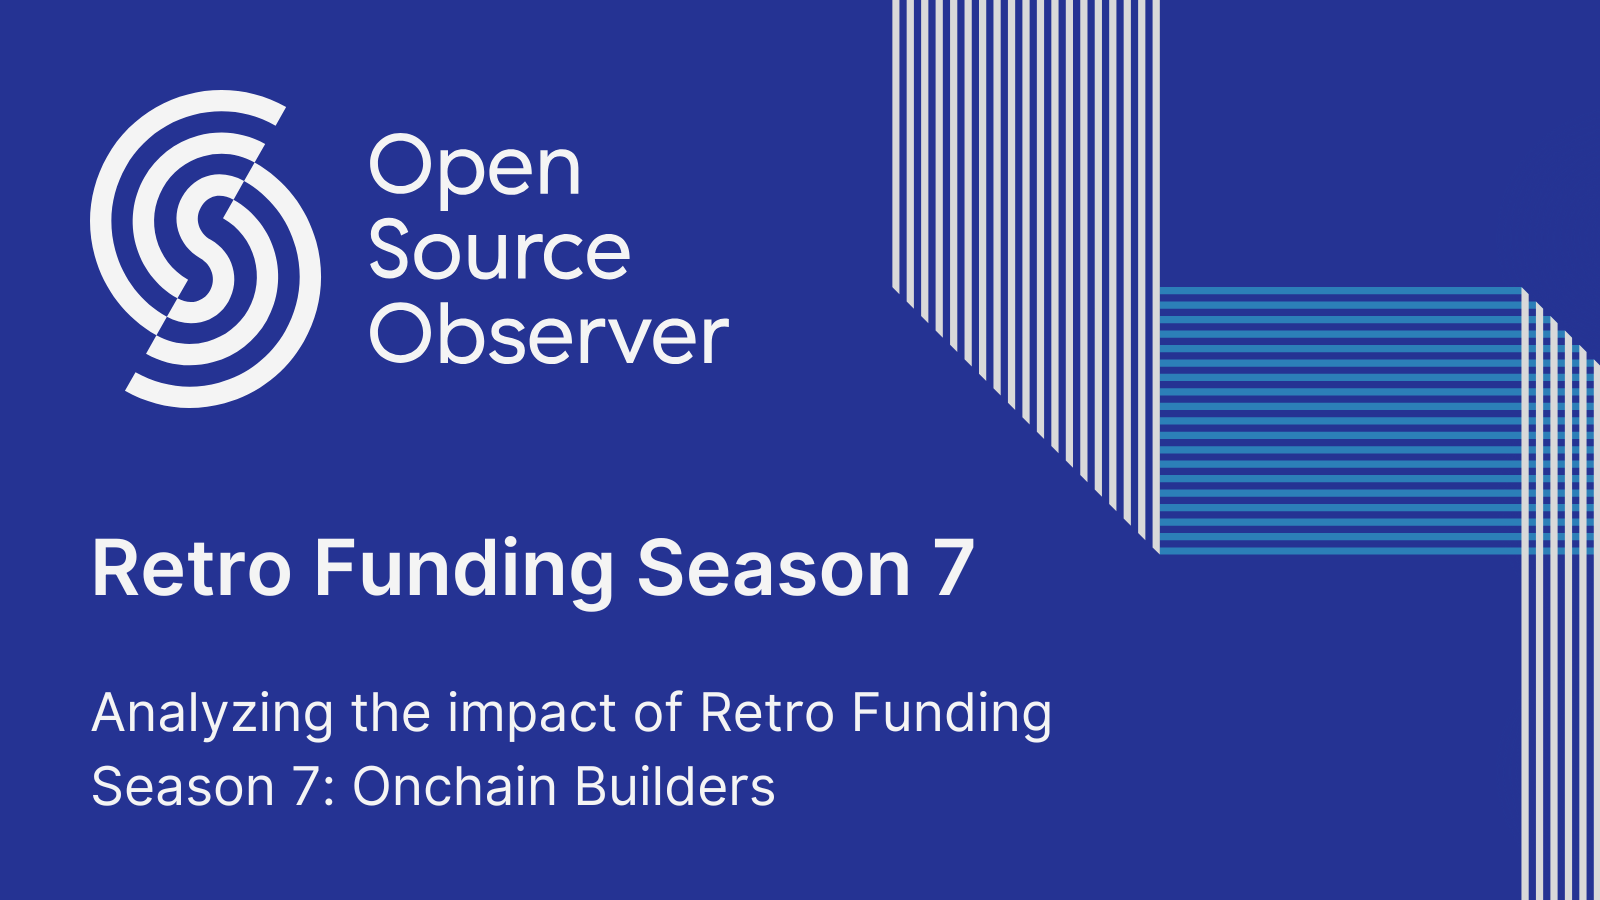 Open
Source
Observer
Retro Funding Season 7
Analyzing the impact of Retro Funding
Season 7: Onchain Builders